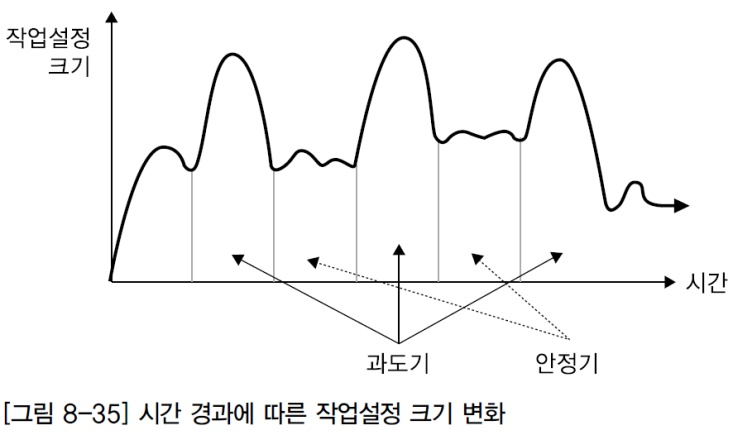 작업설정
크기
시간
과도기
안정기
[그림 8-35] 시간 경과에 따른 작업설정 크기 변화